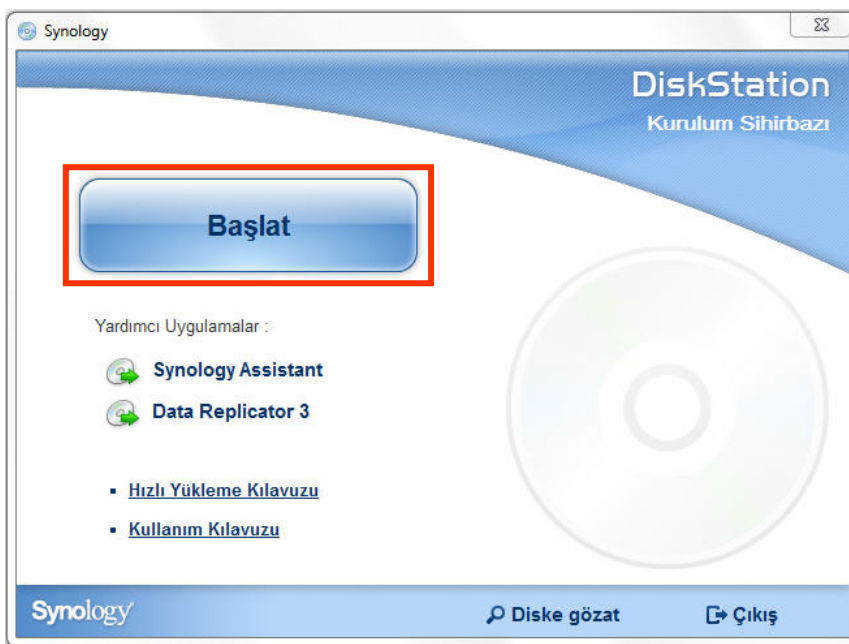 Synology
DiskStation
Kurulum Sihirbazı
Başlat
Yardımcı Uygulamalar :
Synology Assistant
Data Replicator 3
Hızlı Yükleme Kılavuzu
Kullanım Kılavuzu
Synology
Diske gözat
Çıkış